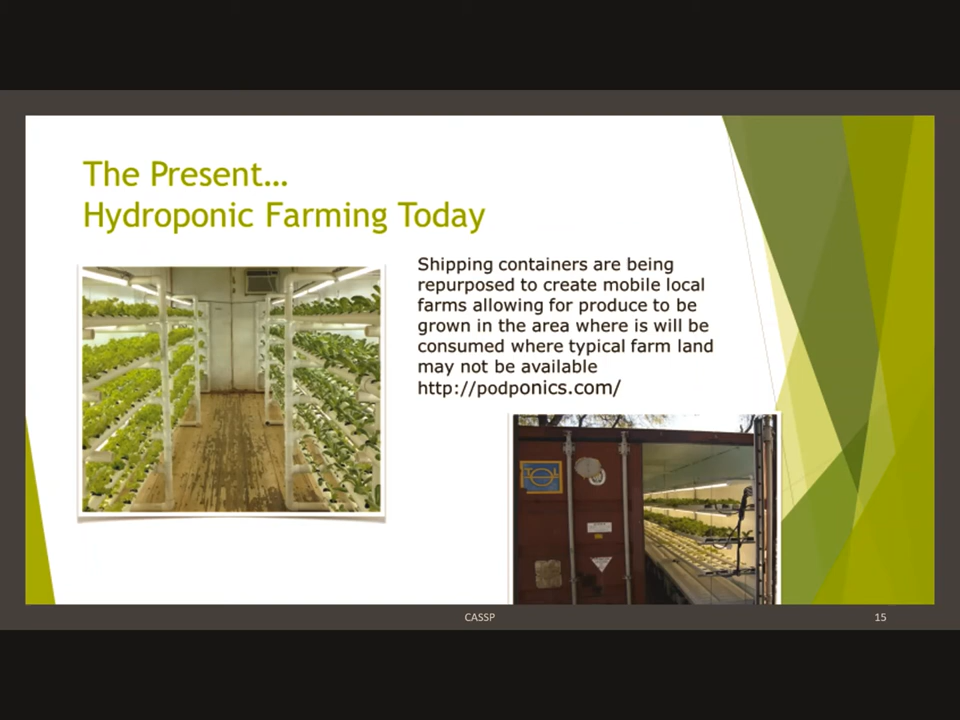 The Present…
Hydroponic Farming Today
Shipping containers are being
repurposed to create mobile local
farms allowing for produce to be
grown in the area where is will be
consumed where typical farm land
may not be available
http://podponics.com/
CASSP
15